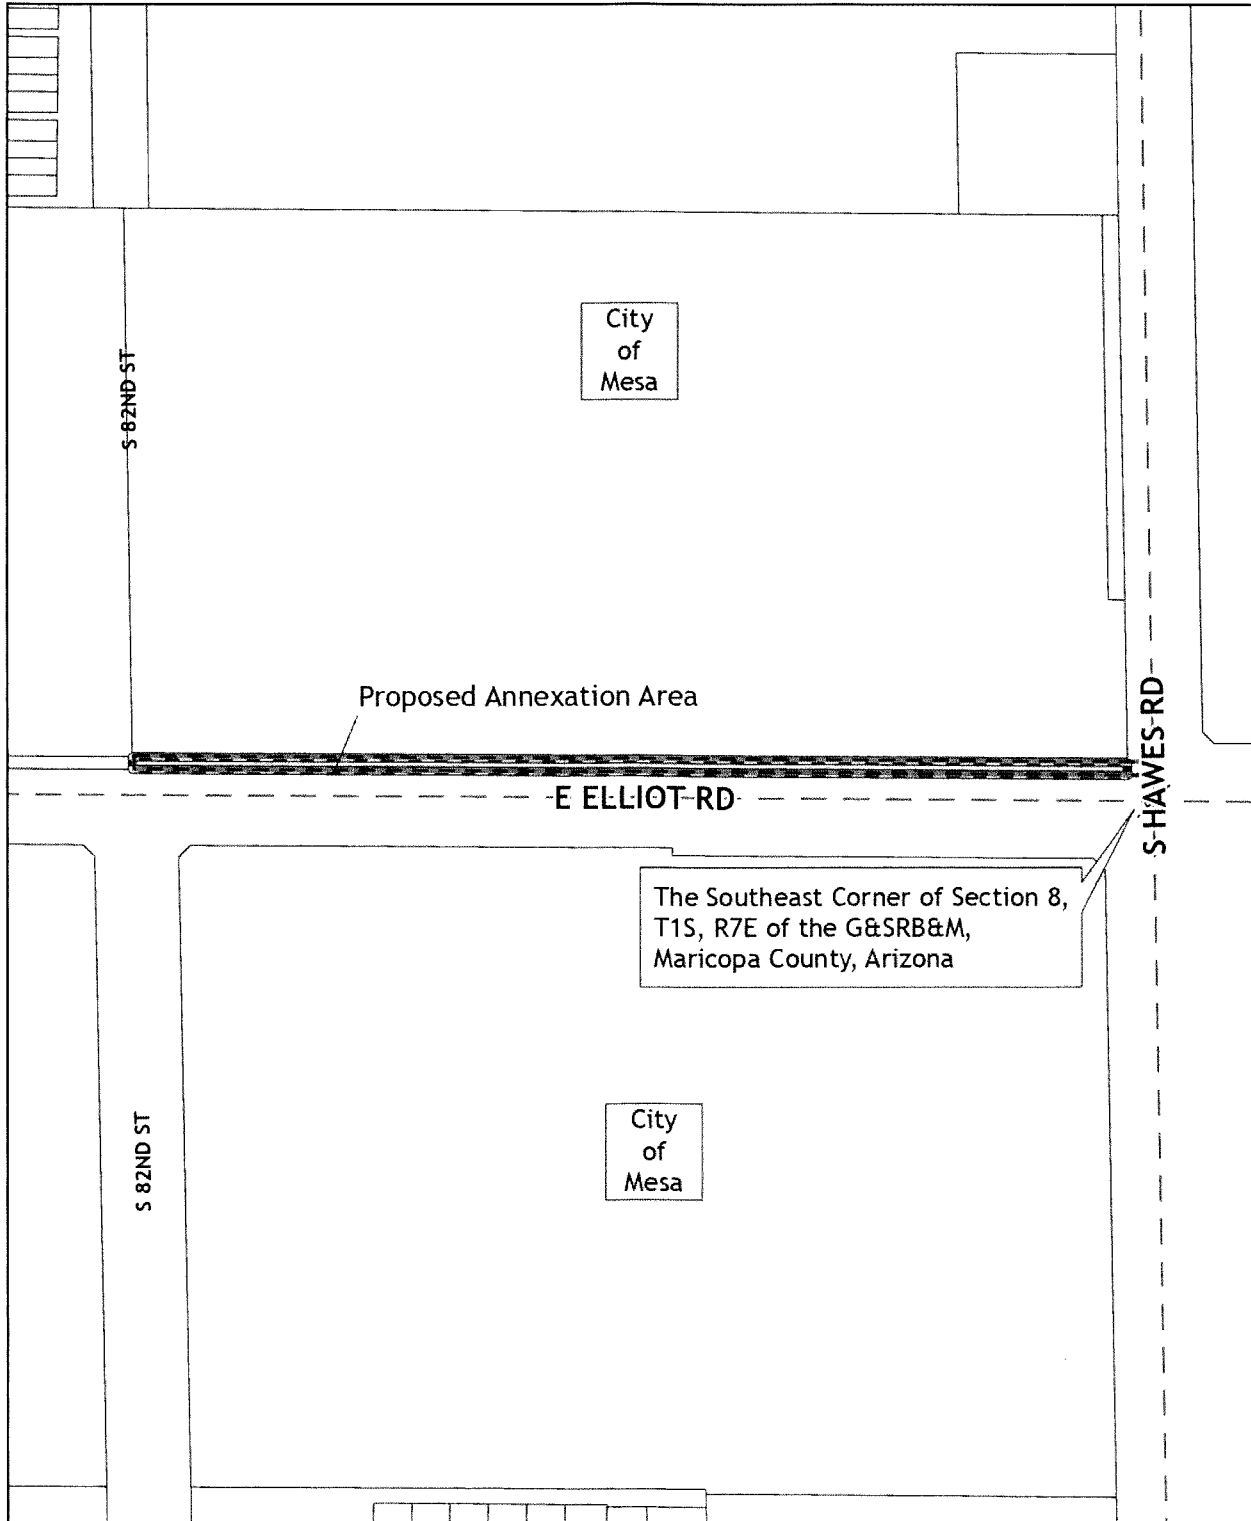 City
of
Mesa
S 82ND ST
Proposed Annexation Area
S HAWES RD
E ELLIOT RD
The Southeast Corner of Section 8,
T1S, R7E of the G&SRB&M,
Maricopa County, Arizona
City
of
Mesa
S 82ND ST